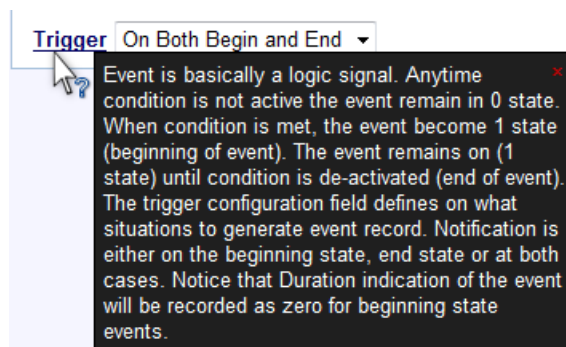 Trigger On Both Begin and End
Event is basically a logic signal. Anytime
condition is not active the event remain in 0 state.
When condition is met, the event become 1 state
(beginning of event). The event remains on (1
state) until condition is de-activated (end of event).
The trigger configuration field defines on what
situations to generate event record. Notification is
either on the beginning state, end state or at both
cases. Notice that Duration indication of the event
will be recorded as zero for beginning state
events.